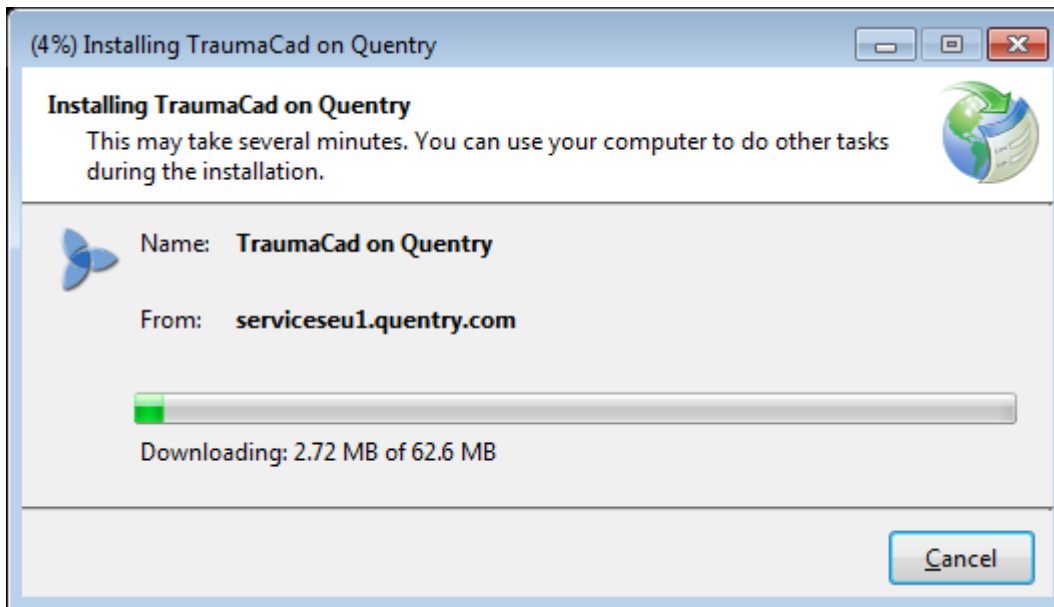 (4%) Installing TraumaCad on Quentry
Installing TraumaCad on Quentry
This may take several minutes. You can use your computer to do other tasks
during the installation.
Name: TraumaCad on Quentry
From: serviceseu1.quentry.com
Downloading: 2.72 MB of 62.6 MB
Cancel